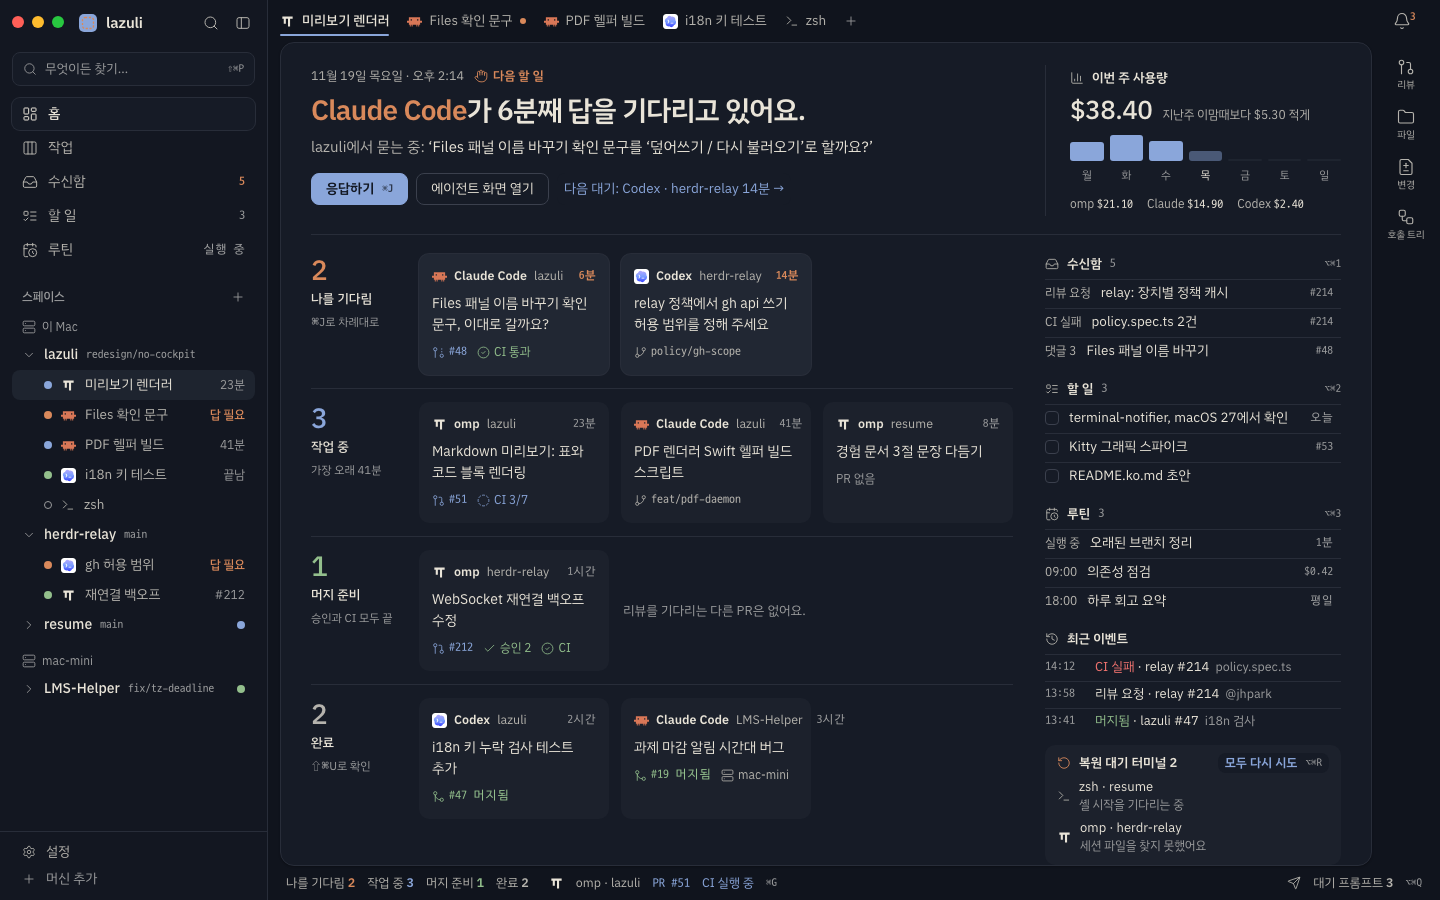 lazuli
무엇이든 찾기... ⇧⌘P
홈
작업
수신함 5
할 일 3
루틴 실행 중
스페이스
이 Mac
lazuli redesign/no-cockpit
미리보기 렌더러 23분
Files 확인 문구 답 필요
PDF 헬퍼 빌드 41분
i18n 키 테스트 끝남
zsh
herdr-relay main
gh 허용 범위 답 필요
재연결 백오프 #212
resume main
mac-mini
LMS-Helper fix/tz-deadline
설정
머신 추가
미리보기 렌더러 Files 확인 문구 PDF 헬퍼 빌드 i18n 키 테스트 zsh
3
11월 19일 목요일 · 오후 2:14 다음 할 일
Claude Code가 6분째 답을 기다리고 있어요.
lazuli에서 묻는 중: ‘Files 패널 이름 바꾸기 확인 문구를 ‘덮어쓰기 / 다시 불러오기’로 할까요?’
응답하기 ⌘J 에이전트 화면 열기 다음 대기: Codex · herdr-relay 14분 →
이번 주 사용량
$38.40 지난주 이맘때보다 $5.30 적게
월 화 수 목 금 토 일
omp $21.10 Claude $14.90 Codex $2.40
2
나를 기다림
⌘J로 차례대로
Claude Code lazuli 6분
Files 패널 이름 바꾸기 확인
문구, 이대로 갈까요?
#48 CI 통과
Codex herdr-relay 14분
relay 정책에서 gh api 쓰기
허용 범위를 정해 주세요
policy/gh-scope
3
작업 중
가장 오래 41분
omp lazuli 23분
Markdown 미리보기: 표와
코드 블록 렌더링
#51 CI 3/7
Claude Code lazuli 41분
PDF 렌더러 Swift 헬퍼 빌드
스크립트
feat/pdf-daemon
omp resume 8분
경험 문서 3절 문장 다듬기
PR 없음
1
머지 준비
승인과 CI 모두 끝
omp herdr-relay 1시간
WebSocket 재연결 백오프
수정
#212 승인 2 CI
리뷰를 기다리는 다른 PR은 없어요.
2
완료
⇧⌘U로 확인
Codex lazuli 2시간
i18n 키 누락 검사 테스트
추가
#47 머지됨
Claude Code LMS-Helper 3시간
과제 마감 알림 시간대 버그
#19 머지됨 mac-mini
수신함 5 ⌥⌘1
리뷰 요청 relay: 장치별 정책 캐시 #214
CI 실패 policy.spec.ts 2건 #214
댓글 3 Files 패널 이름 바꾸기 #48
할 일 3 ⌥⌘2
terminal-notifier, macOS 27에서 확인 오늘
Kitty 그래픽 스파이크 #53
README.ko.md 초안
루틴 3 ⌥⌘3
실행 중 오래된 브랜치 정리 1분
09:00 의존성 점검 $0.42
18:00 하루 회고 요약 평일
최근 이벤트
14:12 CI 실패 · relay #214 policy.spec.ts
13:58 리뷰 요청 · relay #214 @jhpark
13:41 머지됨 · lazuli #47 i18n 검사
복원 대기 터미널 2 모두 다시 시도 ⌥⌘R
zsh · resume
셸 시작을 기다리는 중
omp · herdr-relay
세션 파일을 찾지 못했어요
리뷰
파일
변경
호출 트리
나를 기다림 2 작업 중 3 머지 준비 1 완료 2 omp · lazuli PR #51 CI 실행 중 ⌘G 대기 프롬프트 3 ⌥⌘Q